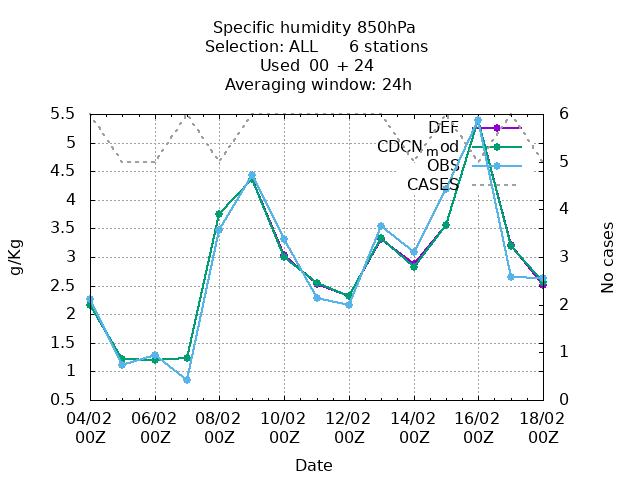 Specific humidity 850hPa
Selection: ALL 6 stations
Used 00 + 24
Averaging window: 24h
DEF
CDCN_mod
OBS
CASES
5.5
5
4.5
4
3.5
3
2.5
2
1.5
1
0.5
g/Kg
6
5
4
3
2
1
0
No cases
04/02 06/02 08/02 10/02 12/02 14/02 16/02 18/02
00Z 00Z 00Z 00Z 00Z 00Z 00Z 00Z
Date